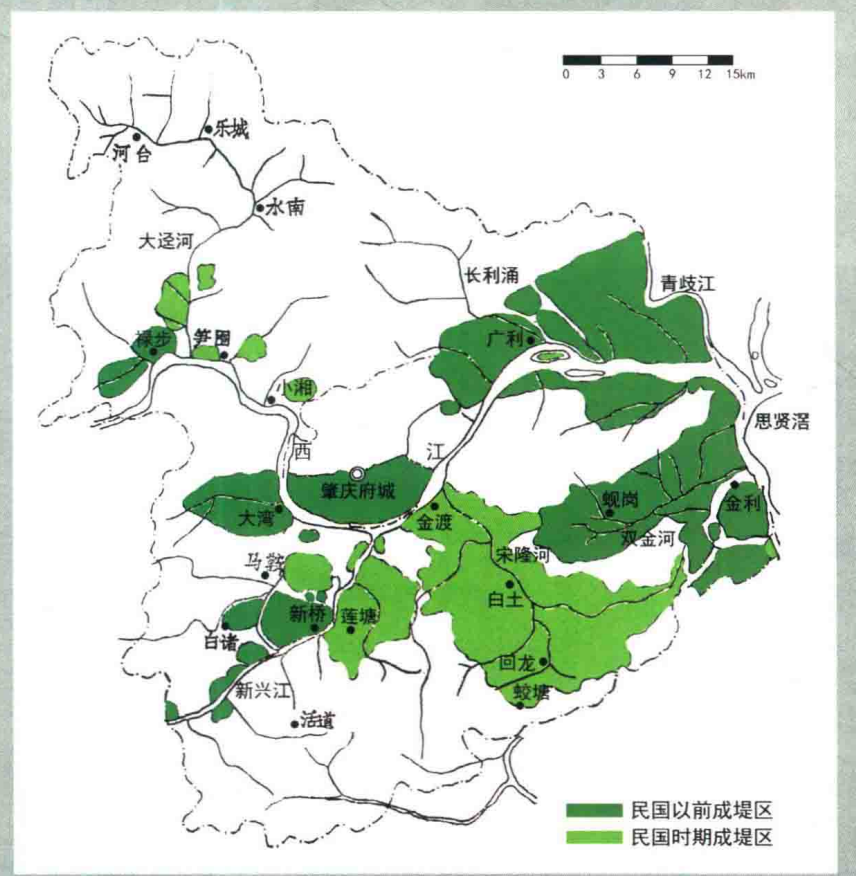 0 3 6 9 12 15km
乐城
河台
水南
大迳河
长利涌
青歧江
禄步
笋围
广利
小湘
思贤滘
西
江
肇庆府城
蚬岗
金利
大湾
金渡
双金河
马鞍
宋隆河
白土
新桥
莲塘
白诸
回龙
新兴江
蛟塘
活道
民国以前成堤区
民国时期成堤区